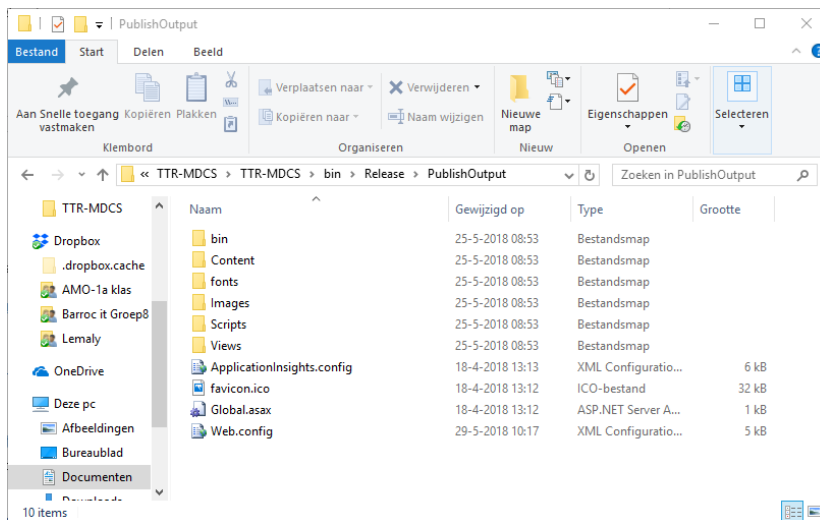 PublishOutput
Bestand Start Delen Beeld
Aan Snelle toegang vastmaken
Kopiëren
Plakken
Klembord
Verplaatsen naar
Kopiëren naar
Verwijderen
Naam wijzigen
Organiseren
Nieuwe map
Nieuw
Eigenschappen
Openen
Selecteren
« TTR-MDCS > TTR-MDCS > bin > Release > PublishOutput
Zoeken in PublishOutput
TTR-MDCS
Dropbox
.dropbox.cache
AMO-1a klas
Barroc it Groep8
Lemaly
OneDrive
Deze pc
Afbeeldingen
Bureaublad
Documenten
Naam Gewijzigd op Type Grootte
bin 25-5-2018 08:53 Bestandsmap
Content 25-5-2018 08:53 Bestandsmap
fonts 25-5-2018 08:53 Bestandsmap
Images 25-5-2018 08:53 Bestandsmap
Scripts 25-5-2018 08:53 Bestandsmap
Views 25-5-2018 08:53 Bestandsmap
ApplicationInsights.config 18-4-2018 13:13 XML Configuratio... 6 kB
favicon.ico 18-4-2018 13:12 ICO-bestand 32 kB
Global.asax 18-4-2018 13:12 ASP.NET Server A... 1 kB
Web.config 29-5-2018 10:17 XML Configuratio... 5 kB
10 items